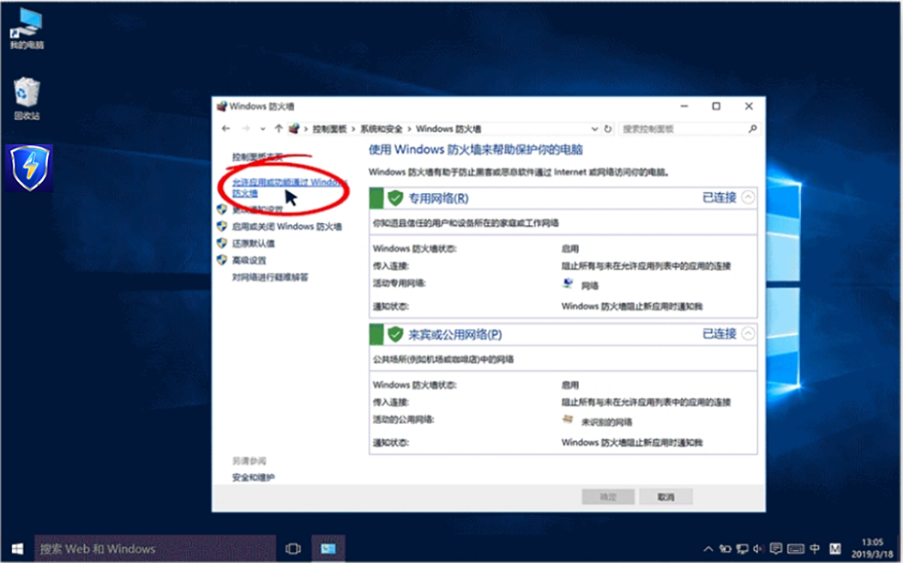 我的电脑
回收站
Windows 防火墙
控制面板 > 系统和安全 > Windows 防火墙
搜索控制面板
控制面板主页
允许应用或功能通过 Windows
防火墙
更改通知设置
启用或关闭 Windows 防火墙
还原默认值
高级设置
对网络进行疑难解答
另请参阅
安全和维护
使用 Windows 防火墙来帮助保护你的电脑
Windows 防火墙有助于防止黑客或恶意软件通过 Internet 或网络访问你的电脑。
专用网络(R) 已连接
你知道且信任的用户和设备所在的家庭或工作网络
Windows 防火墙状态: 启用
传入连接: 阻止所有与未在允许应用列表中的应用的连接
活动专用网络: 网络
通知状态: Windows 防火墙阻止新应用时通知我
来宾或公用网络(P) 已连接
公共场所(例如机场或咖啡店)中的网络
Windows 防火墙状态: 启用
传入连接: 阻止所有与未在允许应用列表中的应用的连接
活动的公用网络: 未识别的网络
通知状态: Windows 防火墙阻止新应用时通知我
确定 取消
搜索 Web 和 Windows
中 M 13:05
2019/3/18